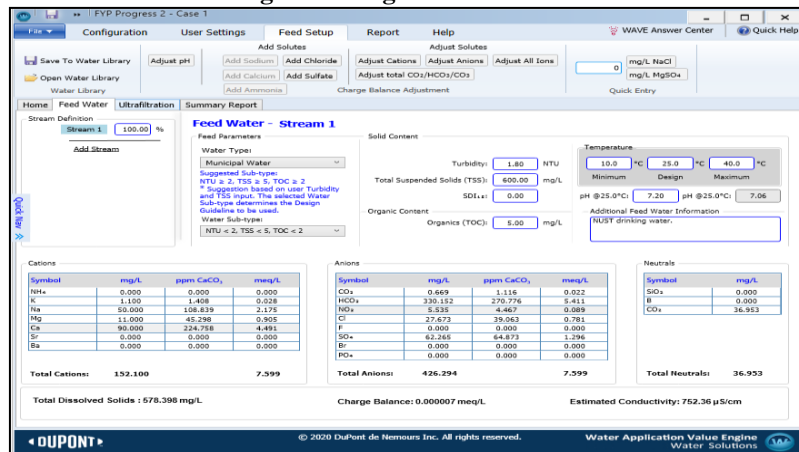 FYP Progress 2 - Case 1
File Configuration User Settings Feed Setup Report Help WAVE Answer Center Quick Help
Add Solutes Adjust Solutes
Save To Water Library Adjust pH Add Sodium Add Chloride Adjust Cations Adjust Anions Adjust All Ions 0 mg/L NaCl
Open Water Library Add Calcium Add Sulfate Adjust total CO₂/HCO₃/CO₃ mg/L MgSO₄
Water Library Add Ammonia Charge Balance Adjustment Quick Entry
Home Feed Water Ultrafiltration Summary Report
Stream Definition
Stream 1 100.00 %
Add Stream
Quick Nav
Feed Water - Stream 1
Feed Parameters
Water Type:
Municipal Water
Suggested Sub-type:
NTU ≥ 2, TSS ≥ 5, TOC ≥ 2
* Suggestion based on user Turbidity
and TSS input. The selected Water
Sub-type determines the Design
Guideline to be used.
Water Sub-type:
NTU < 2, TSS < 5, TOC < 2
Solid Content
Turbidity: 1.80 NTU
Total Suspended Solids (TSS): 600.00 mg/L
SDI₁₅: 0.00
Organic Content
Organics (TOC): 5.00 mg/L
Temperature
10.0 °C 25.0 °C 40.0 °C
Minimum Design Maximum
pH @25.0°C: 7.20 pH @25.0°C: 7.06
Additional Feed Water Information
NUST drinking water.
Cations
Symbol mg/L ppm CaCO₃ meq/L
NH₄ 0.000 0.000 0.000
K 1.100 1.408 0.028
Na 50.000 108.839 2.175
Mg 11.000 45.298 0.905
Ca 90.000 224.758 4.491
Sr 0.000 0.000 0.000
Ba 0.000 0.000 0.000
Total Cations: 152.100 7.599
Anions
Symbol mg/L ppm CaCO₃ meq/L
CO₃ 0.669 1.116 0.022
HCO₃ 330.152 270.776 5.411
NO₃ 5.535 4.467 0.089
Cl 27.673 39.063 0.781
F 0.000 0.000 0.000
SO₄ 62.265 64.873 1.296
Br 0.000 0.000 0.000
PO₄ 0.000 0.000 0.000
Total Anions: 426.294 7.599
Neutrals
Symbol mg/L
SiO₂ 0.000
B 0.000
CO₂ 36.953
Total Neutrals: 36.953
Total Dissolved Solids : 578.398 mg/L Charge Balance: 0.000007 meq/L Estimated Conductivity: 752.36 µS/cm
DUPONT © 2020 DuPont de Nemours Inc. All rights reserved. Water Application Value Engine
Water Solutions